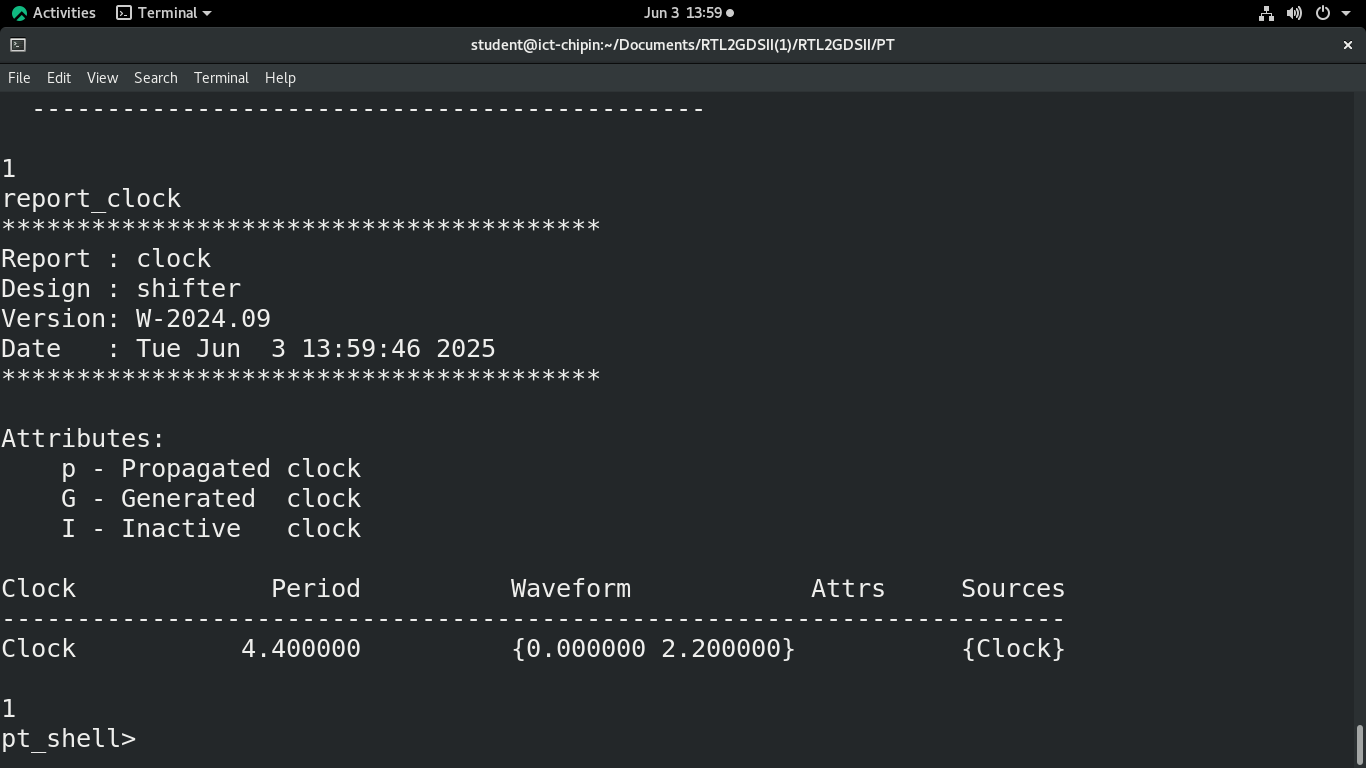 Activities Terminal Jun 3 13:59
student@ict-chipin:~/Documents/RTL2GDSII(1)/RTL2GDSII/PT ×
File Edit View Search Terminal Help
---------------------------------------------
1
report_clock
****************************************
Report : clock
Design : shifter
Version: W-2024.09
Date   : Tue Jun  3 13:59:46 2025
****************************************
Attributes:
    p - Propagated clock
    G - Generated  clock
    I - Inactive   clock
Clock             Period          Waveform            Attrs     Sources
-----------------------------------------------------------------------
Clock           4.400000          {0.000000 2.200000}           {Clock}
1
pt_shell>